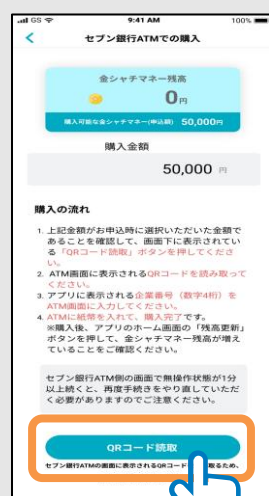 GS 9:41 AM 100%
セブン銀行ATMでの購入
金シャチマネー残高
0円
購入可能な金シャチマネー(申込額) 50,000円
購入金額
50,000 円
購入の流れ
1. 上記金額がお申込時に選択いただいた金額で
あることを確認して、画面下に表示されてい
る「QRコード読取」ボタンを押してくださ
い。
2. ATM画面に表示されるQRコードを読み取って
ください。
3. アプリに表示される企業番号（数字4桁）を
ATM画面に入力してください。
4. ATMに紙幣を入れて、購入完了です。
※購入後、アプリのホーム画面の「残高更新」
ボタンを押して、金シャチマネー残高が増え
ていることをご確認ください。
セブン銀行ATM側の画面で無操作状態が1分
以上続くと、再度手続きをやり直していただ
く必要がありますのでご注意ください。
QRコード読取
セブン銀行ATMの画面に表示されるQRコード 取るため、